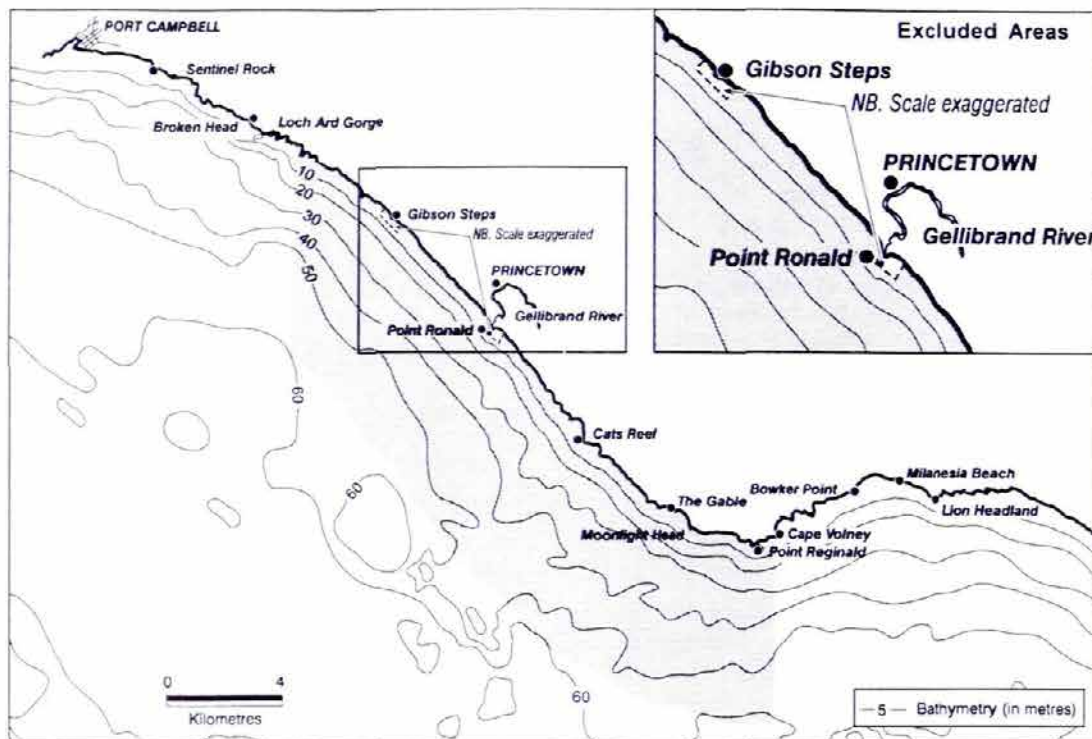 PORT CAMPBELL
Sentinel Rock
Broken Head
Loch Ard Gorge
10
20
30
40
50
Gibson Steps
NB. Scale exaggerated
PRINCETOWN
Gellibrand River
Point Ronald
Excluded Areas
Gibson Steps
NB. Scale exaggerated
PRINCETOWN
Gellibrand River
Point Ronald
60
60
Cats Reef
The Gable
Moonlight Head
Bowker Point
Milanesia Beach
Lion Headland
Cape Volney
Point Reginald
60
0 4
Kilometres
5 Bathymetry (in metres)